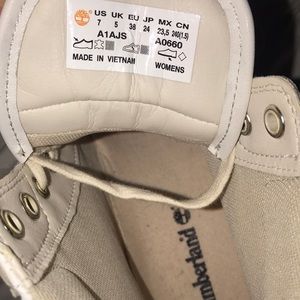 US UK EU JP MX CN
7 5 38 24 23,5 240(1.5)
A1AJS A0660
MADE IN VIETNAM WOMENS
Timberland